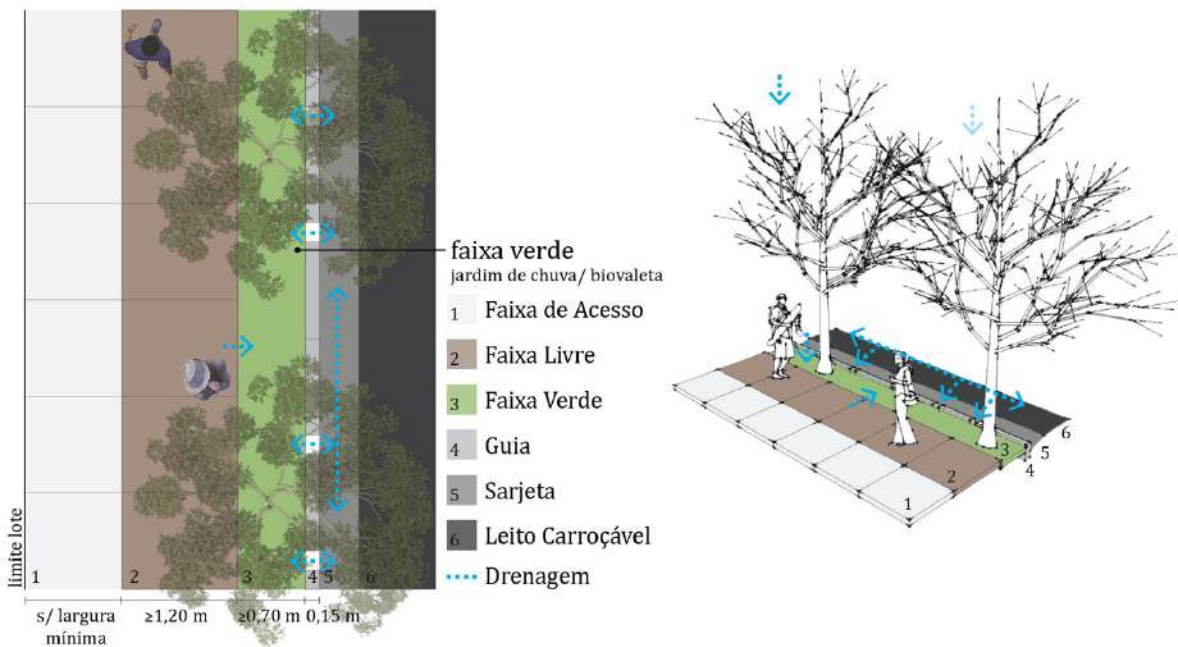 limite lote
1
2
3
4
5
6
s/ largura
mínima
≥1,20 m
≥0,70 m
0,15 m
faixa verde
jardim de chuva/ biovaleta
1 Faixa de Acesso
2 Faixa Livre
3 Faixa Verde
4 Guia
5 Sarjeta
6 Leito Carroçável
Drenagem
1
2
3
4
5
6